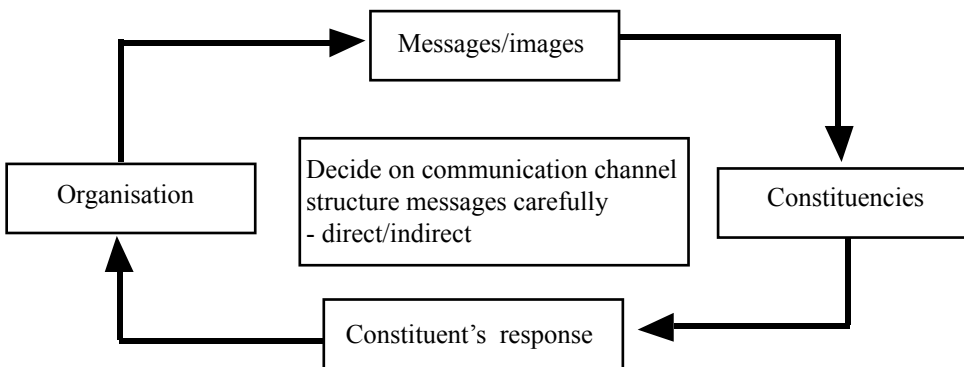 Messages/images
Organisation
Decide on communication channel
structure messages carefully
- direct/indirect
Constituencies
Constituent’s response